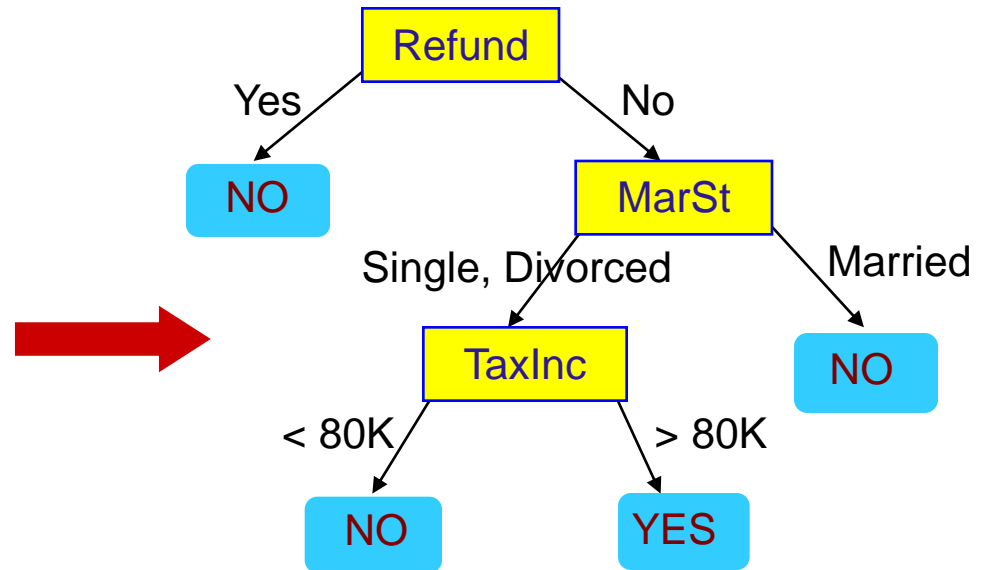 Refund
Yes
No
NO
MarSt
Single, Divorced
Married
TaxInc
NO
< 80K
> 80K
NO
YES